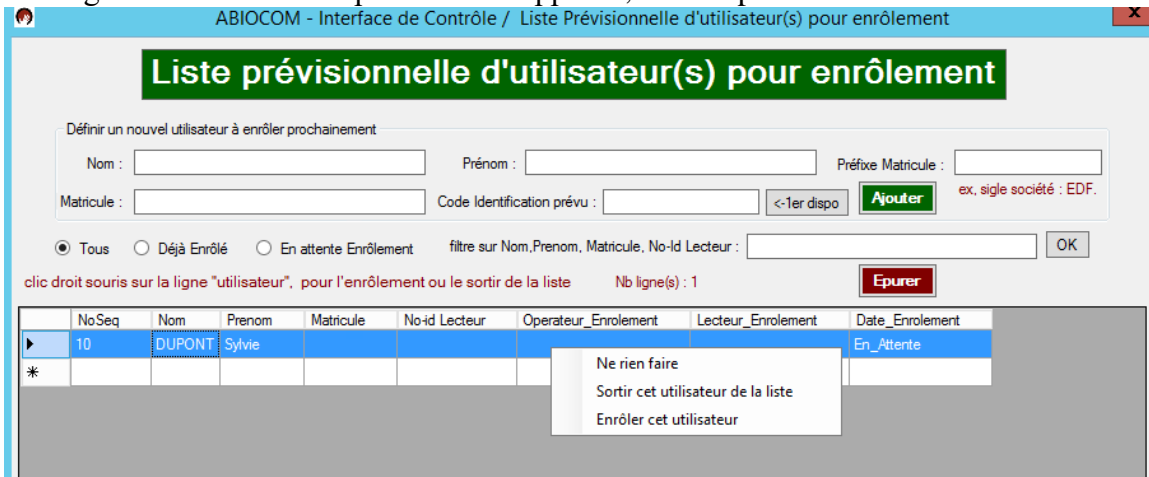 ABIOCOM - Interface de Contrôle / Liste Prévisionnelle d'utilisateur(s) pour enrôlement
x
Liste prévisionnelle d'utilisateur(s) pour enrôlement
Définir un nouvel utilisateur à enrôler prochainement
Nom : Prénom : Préfixe Matricule :
Matricule : Code Identification prévu : <-1er dispo Ajouter ex, sigle société : EDF.
Tous Déjà Enrôlé En attente Enrôlement filtre sur Nom,Prenom, Matricule, No-Id Lecteur : OK
clic droit souris sur la ligne "utilisateur", pour l'enrôlement ou le sortir de la liste Nb ligne(s) : 1 Epurer
NoSeq Nom Prenom Matricule No-id Lecteur Operateur_Enrolement Lecteur_Enrolement Date_Enrolement
10 DUPONT Sylvie En_Attente
Ne rien faire
Sortir cet utilisateur de la liste
Enrôler cet utilisateur